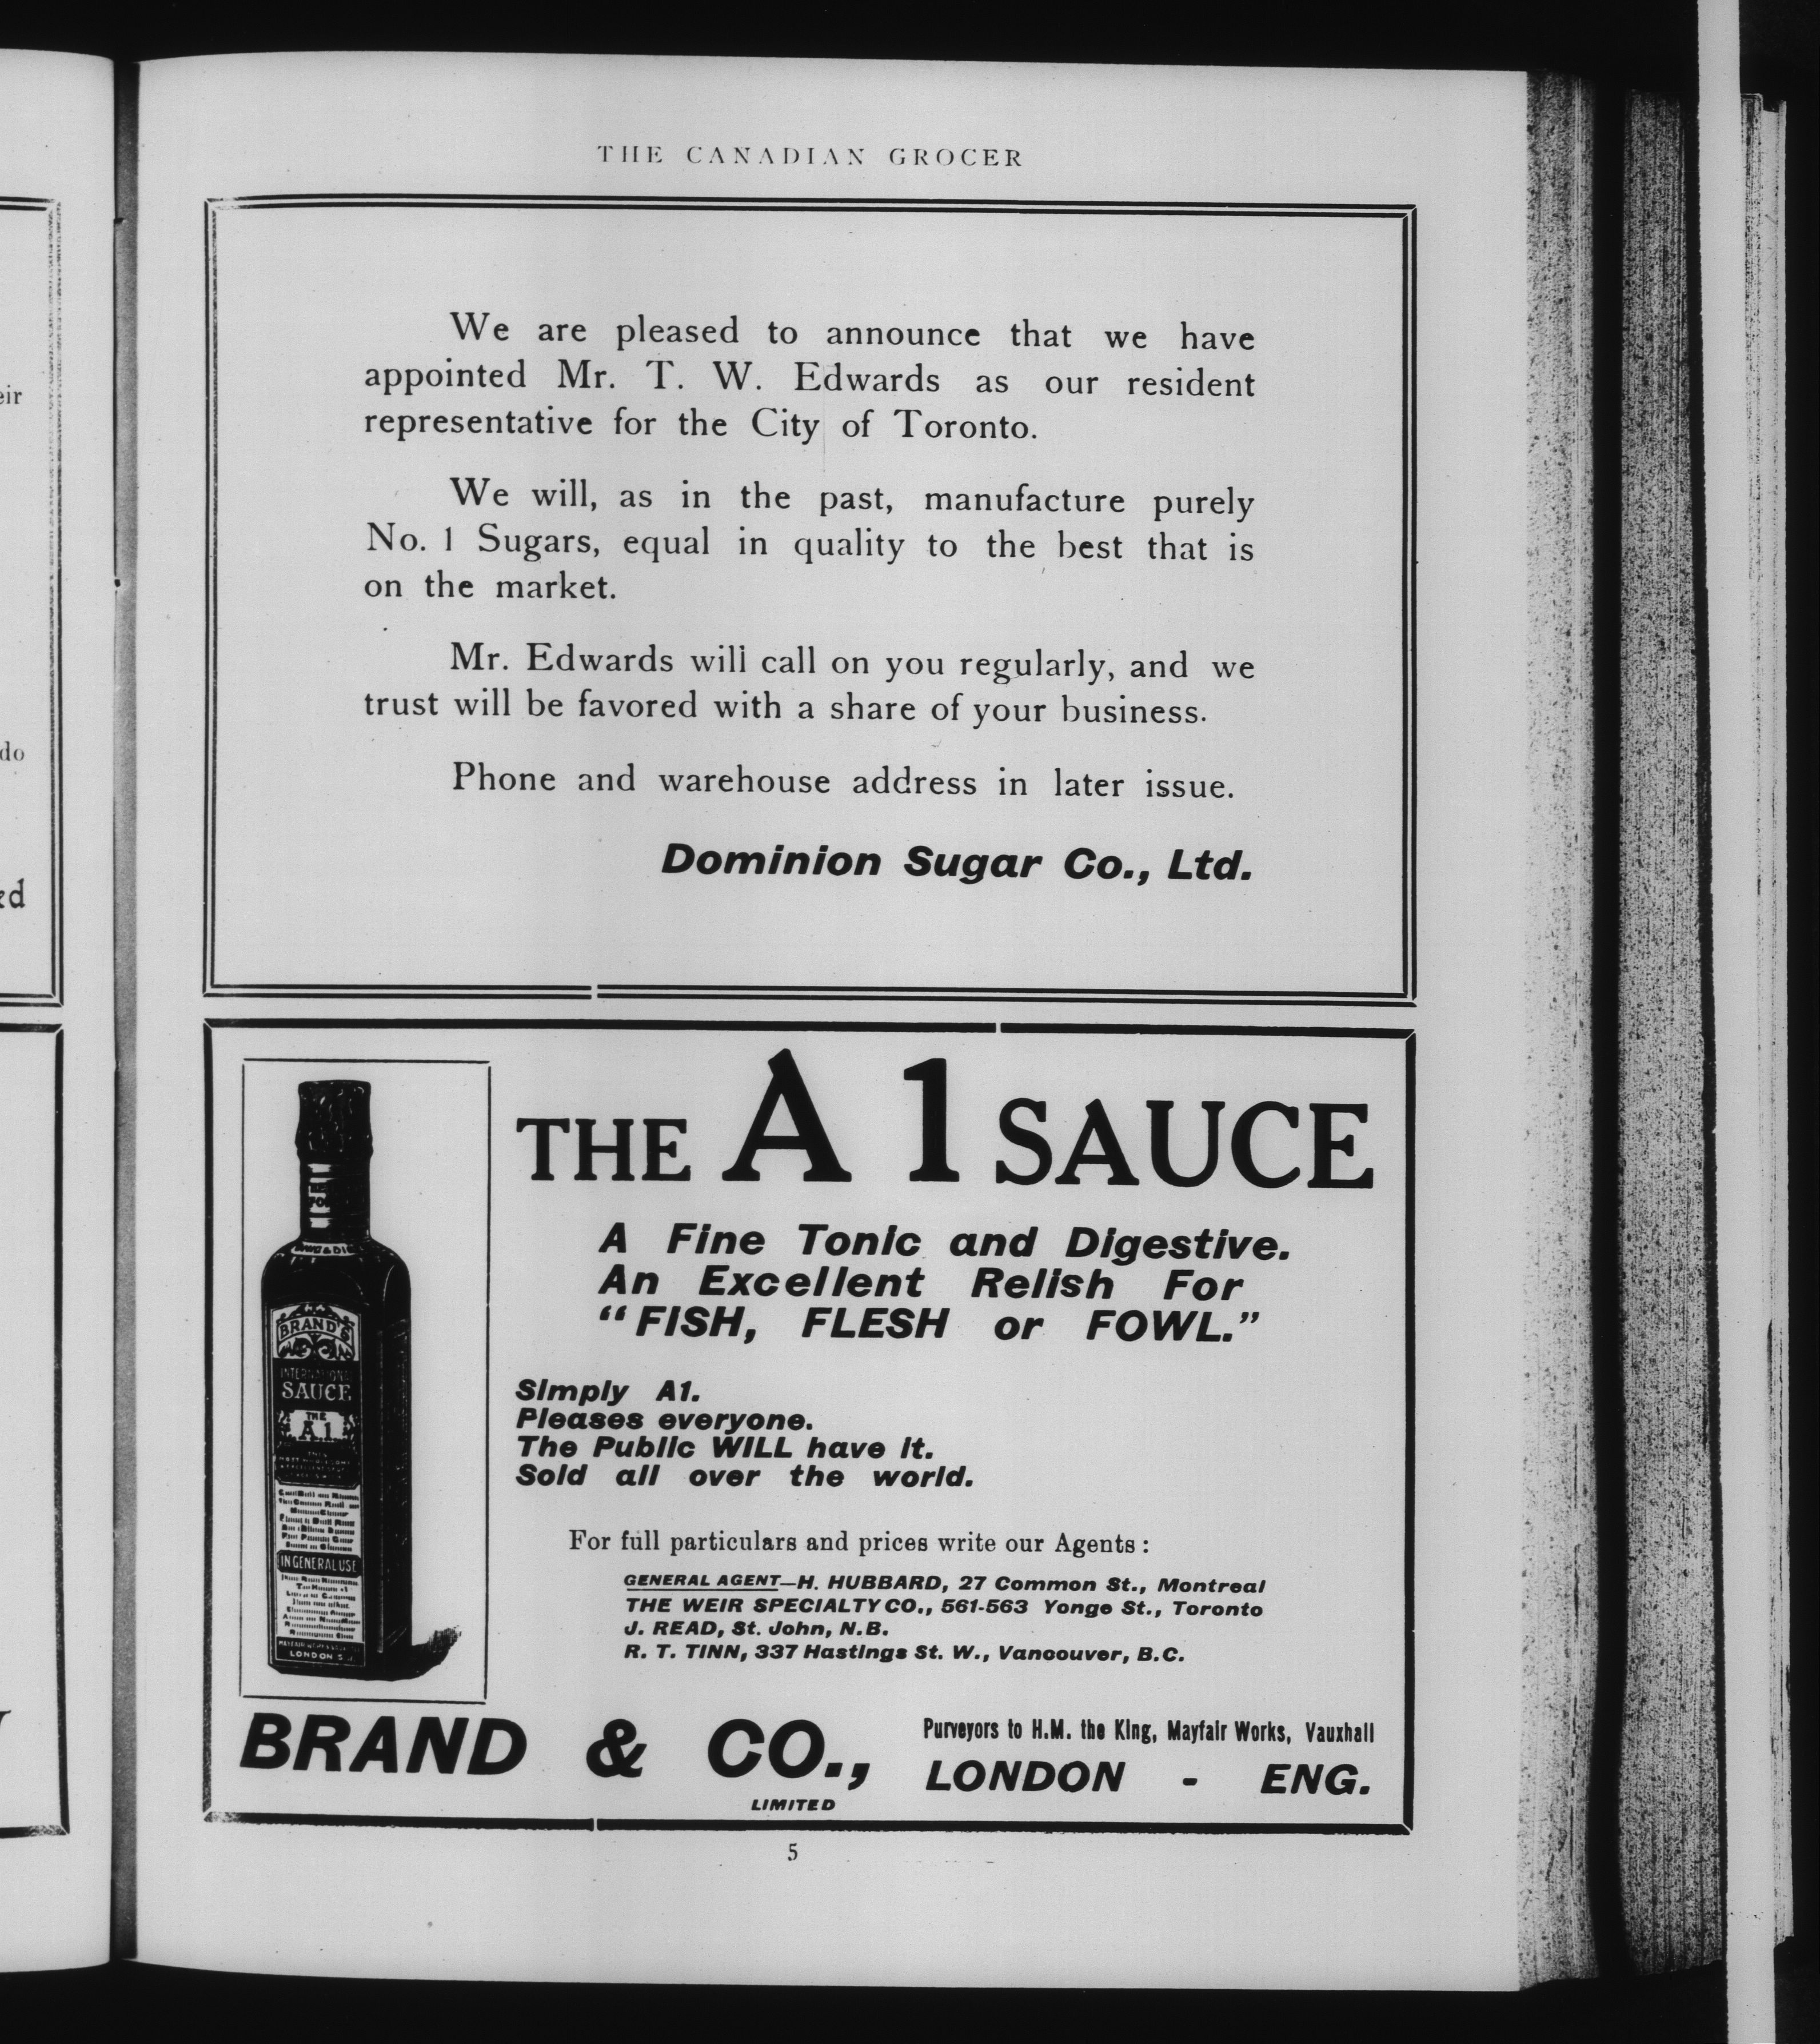 THE CANADIAN GROCER
We are pleased to announce that we have
appointed Mr. T. W. Edwards as our resident
representative for the City of Toronto.
We will, as in the past, manufacture purely
No. 1 Sugars, equal in quality to the best that is
on the market.
Mr. Edwards will call on you regularly, and we
trust will be favored with a share of your business.
Phone and warehouse address in later issue.
Dominion Sugar Co., Ltd.
THE A 1 SAUCE
A Fine Tonic and Digestive.
An Excellent Relish For
"FISH, FLESH or FOWL."
Simply A1.
Pleases everyone.
The Public WILL have it.
Sold all over the world.
For full particulars and prices write our Agents :
GENERAL AGENT—H. HUBBARD, 27 Common St., Montreal
THE WEIR SPECIALTY CO., 561-563 Yonge St., Toronto
J. READ, St. John, N.B.
R. T. TINN, 337 Hastings St. W., Vancouver, B.C.
BRAND'S
INTERNATIONAL
SAUCE
THE
A1
IN GENERAL USE
LONDON
BRAND & CO.,
LIMITED
Purveyors to H.M. the King, Mayfair Works, Vauxhall
LONDON - ENG.
5
eir
do
ed